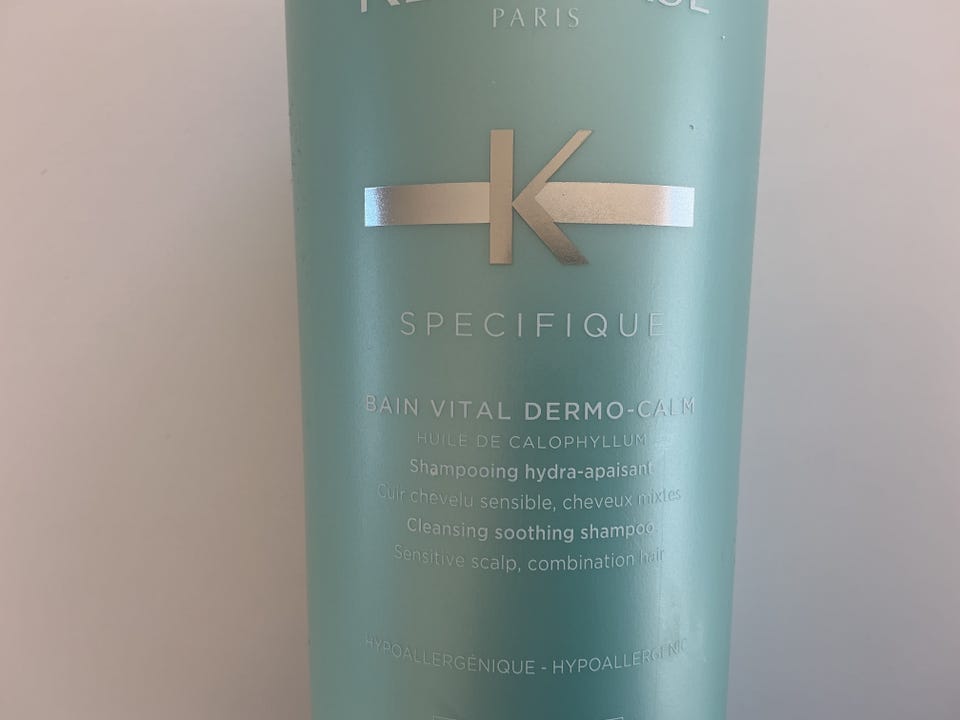 PARIS
K
SPECIFIQUE
BAIN VITAL DERMO-CALM
HUILE DE CALOPHYLLUM
Shampooing hydra-apaisant
Cuir chevelu sensible, cheveux mixtes
Cleansing soothing shampoo
Sensitive scalp, combination hair
HYPOALLERGÉNIQUE - HYPOALLERGENIC